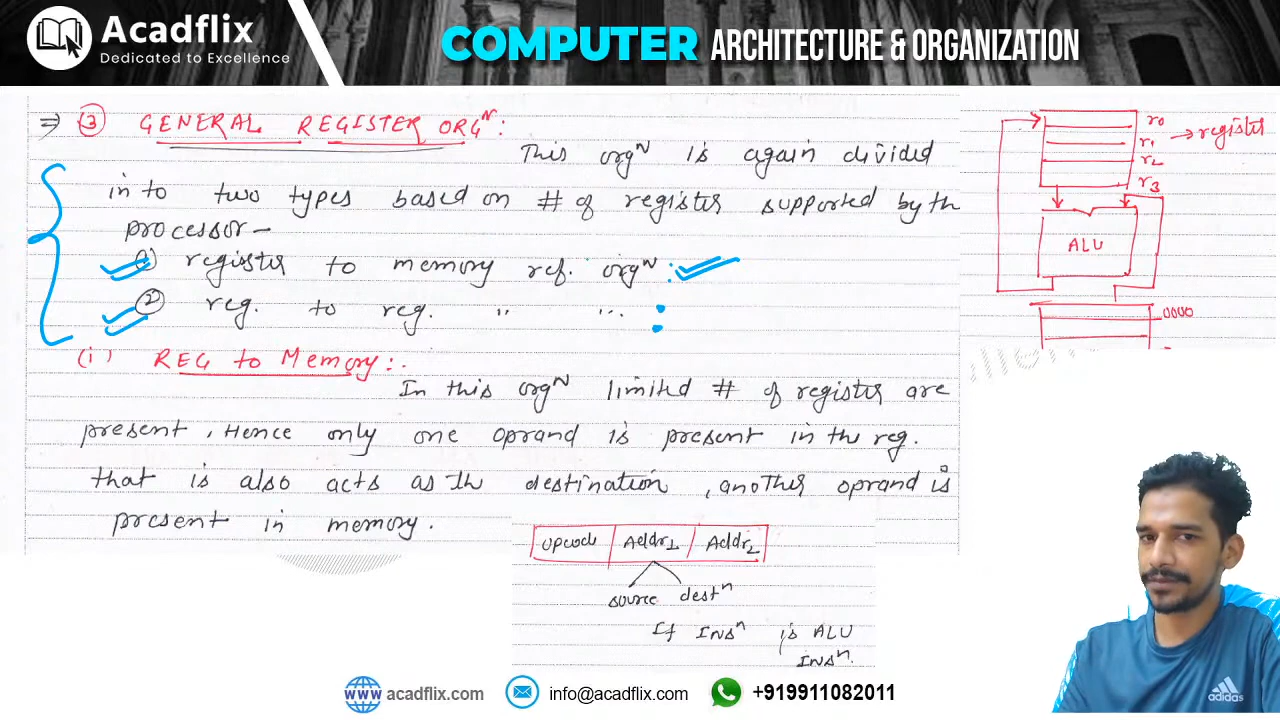 Acadflix
Dedicated to Excellence
COMPUTER ARCHITECTURE & ORGANIZATION
⇒ ③ GENERAL REGISTER ORGⁿ:
This orgⁿ is again divided
in to two types based on # of register supported by th
processor-
① register to memory ref. orgⁿ :
② reg. to reg. " " :
(i) REG to Memory:.
In this orgⁿ limited # of register are
present, Hence only one oprand is present in the reg.
that is also acts as th destination, another oprand is
present in memory.
opcode Addr1 Addr2
source destⁿ
If INSⁿ is ALU
INSⁿ.
r0
r1 → register
r2
r3
ALU
0000
www.acadflix.com info@acadflix.com +919911082011
adidas